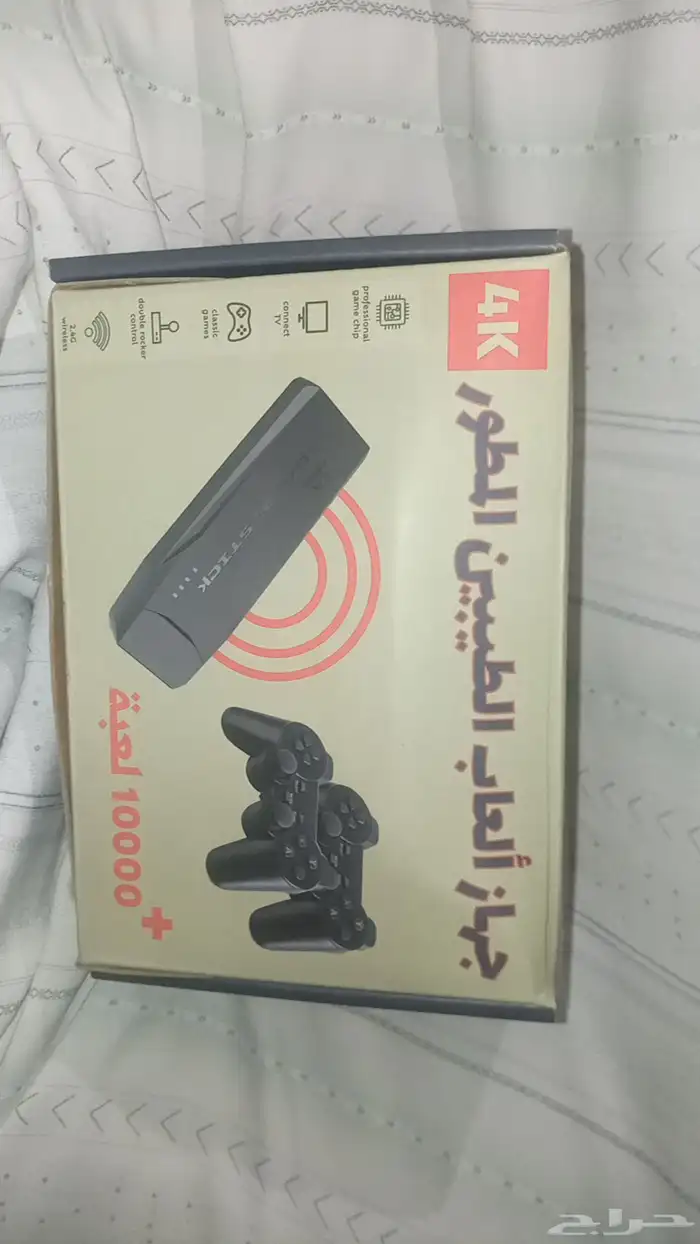 4K
جهاز ألعاب الطيبين المطور
professional
game chip
connect
TV
classic
games
double rocker
control
2.4G
wireless
STICK
+10000 لعبة
حراج